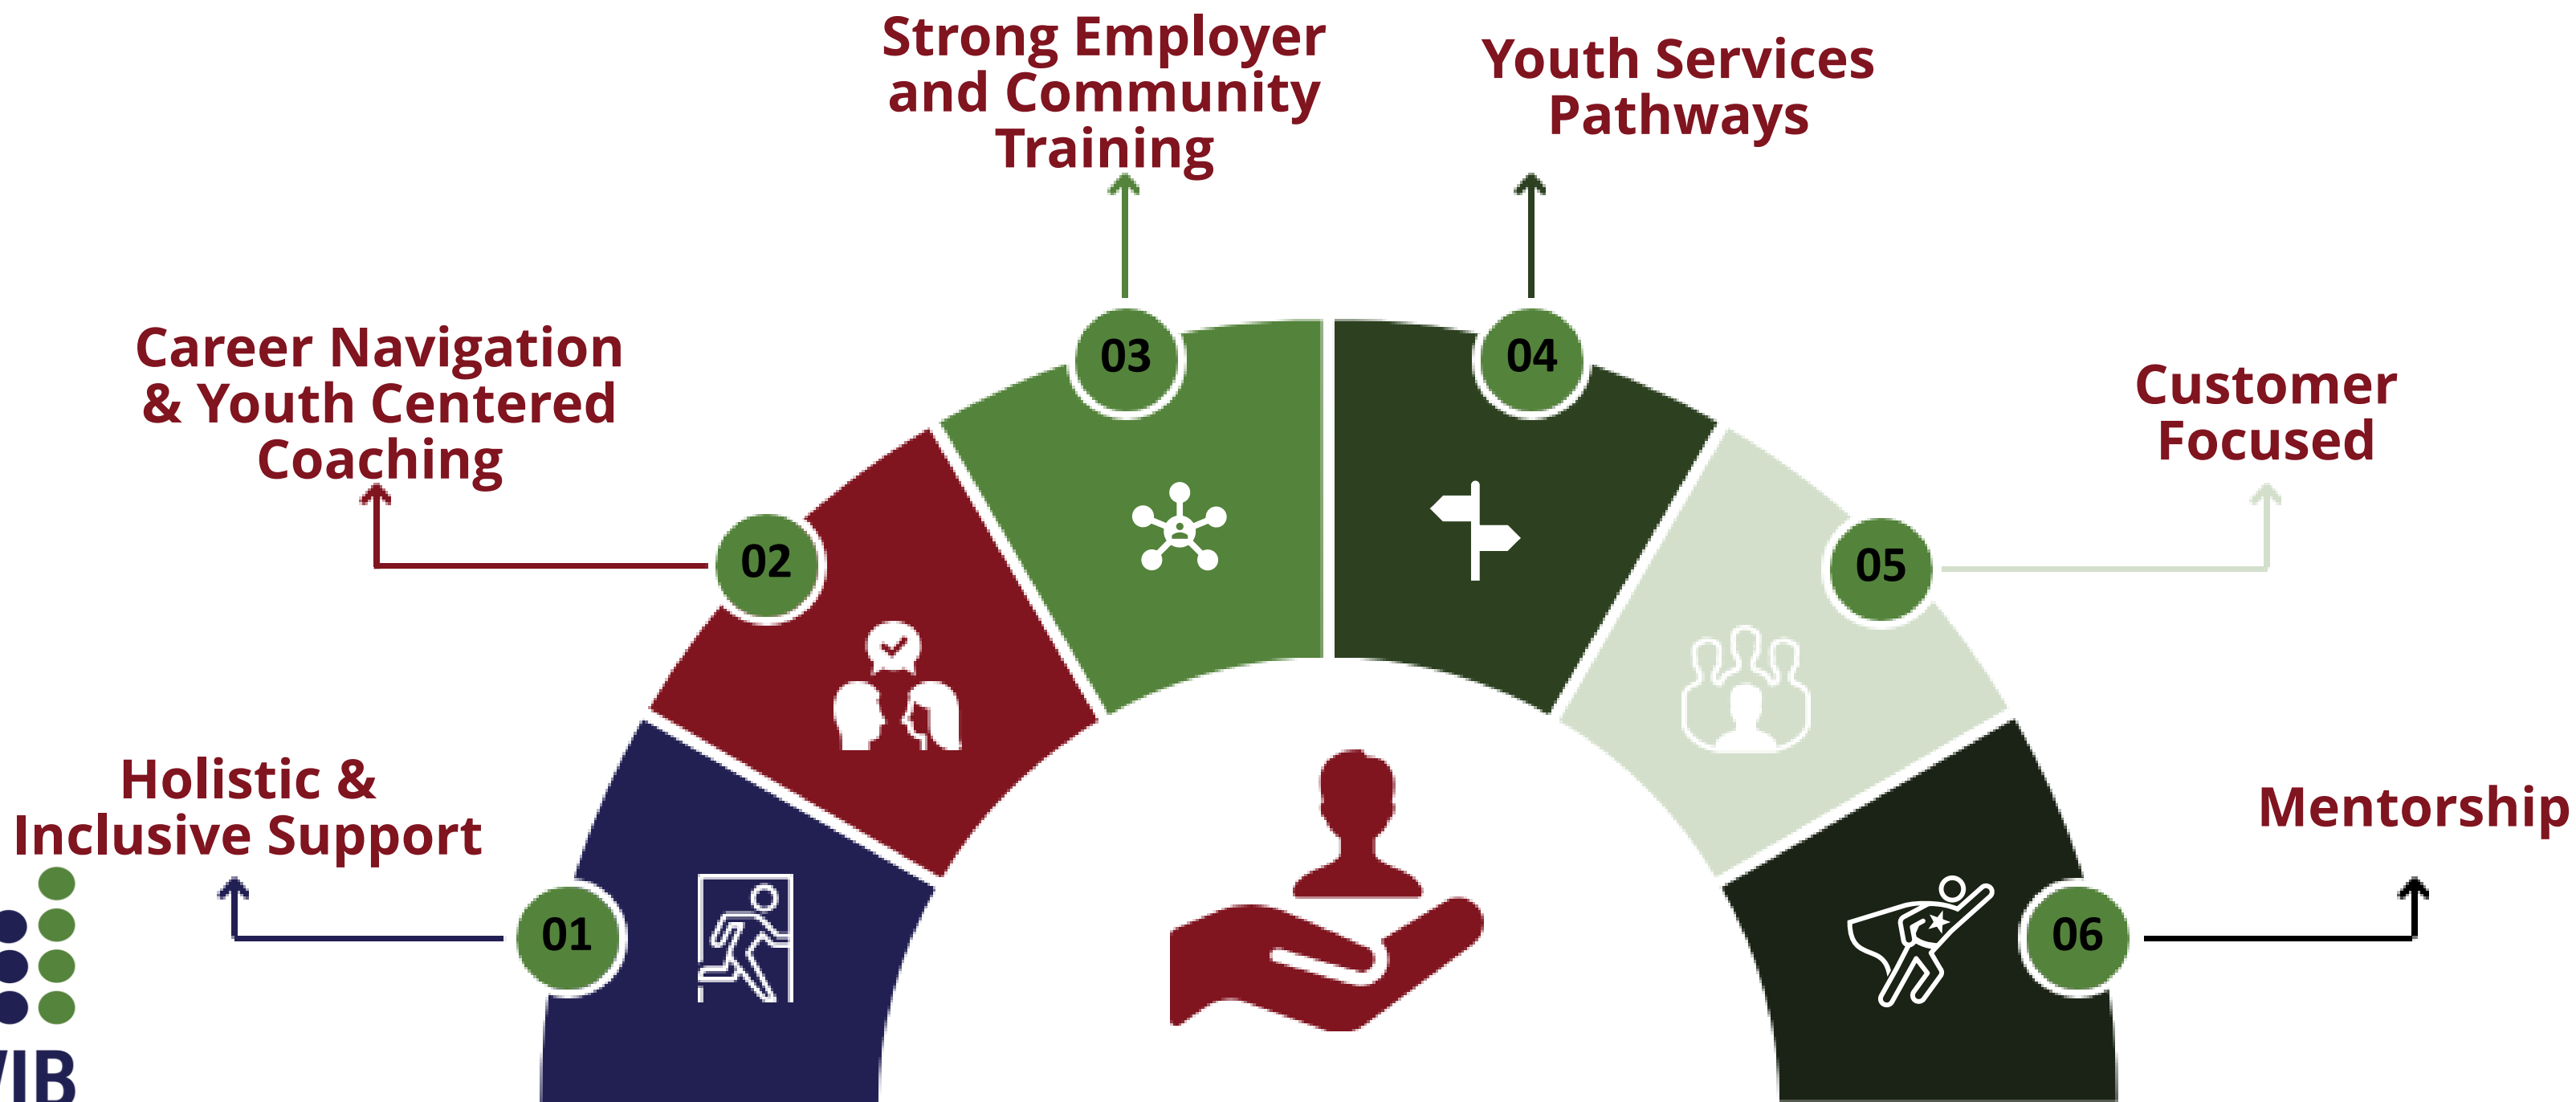 Strong Employer
and Community
Training
Youth Services
Pathways
Career Navigation
& Youth Centered
Coaching
Customer
Focused
Holistic &
Inclusive Support
Mentorship
03
04
02
05
01
06
IB